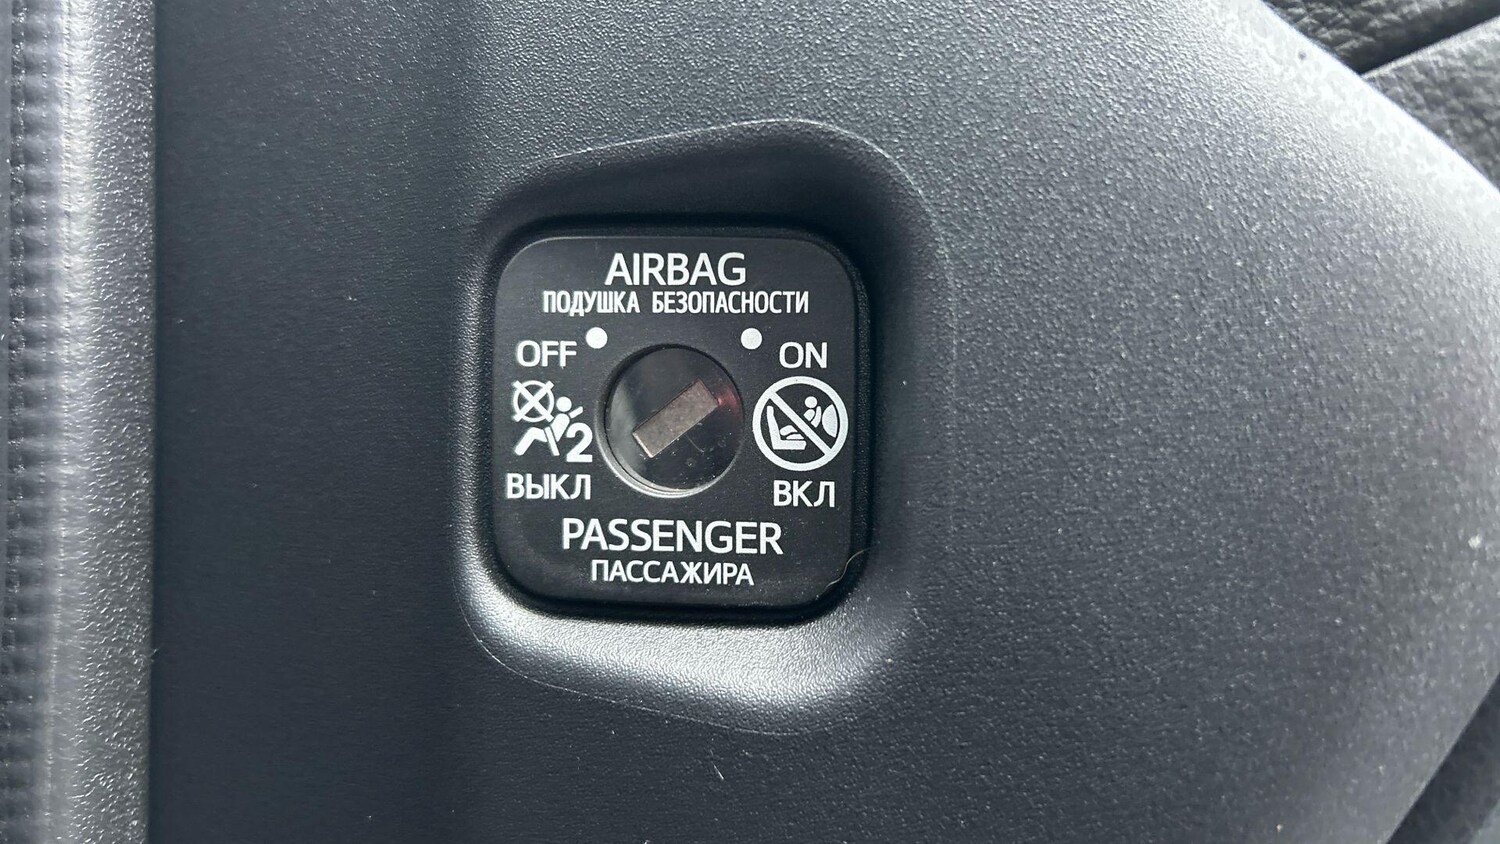 AIRBAG
ПОДУШКА БЕЗОПАСНОСТИ
OFF
ON
2
ВЫКЛ
ВКЛ
PASSENGER
ПАССАЖИРА